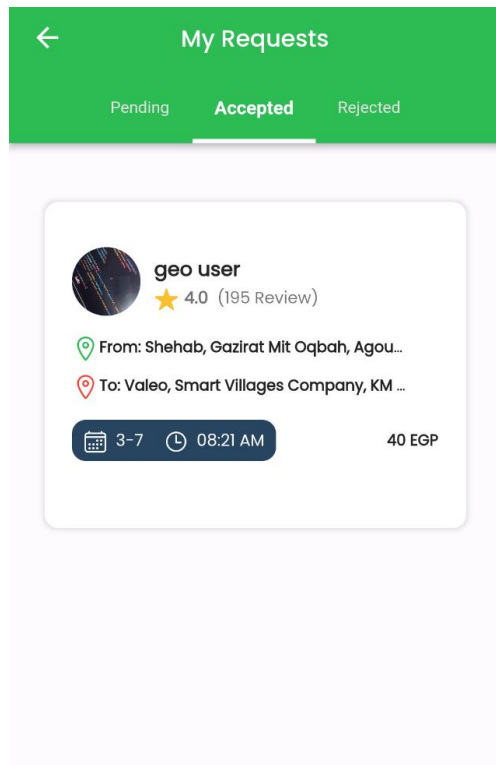 My Requests
Pending Accepted Rejected
geo user
4.0 (195 Review)
From: Shehab, Gazirat Mit Oqbah, Agou...
To: Valeo, Smart Villages Company, KM ...
3-7 08:21 AM 40 EGP